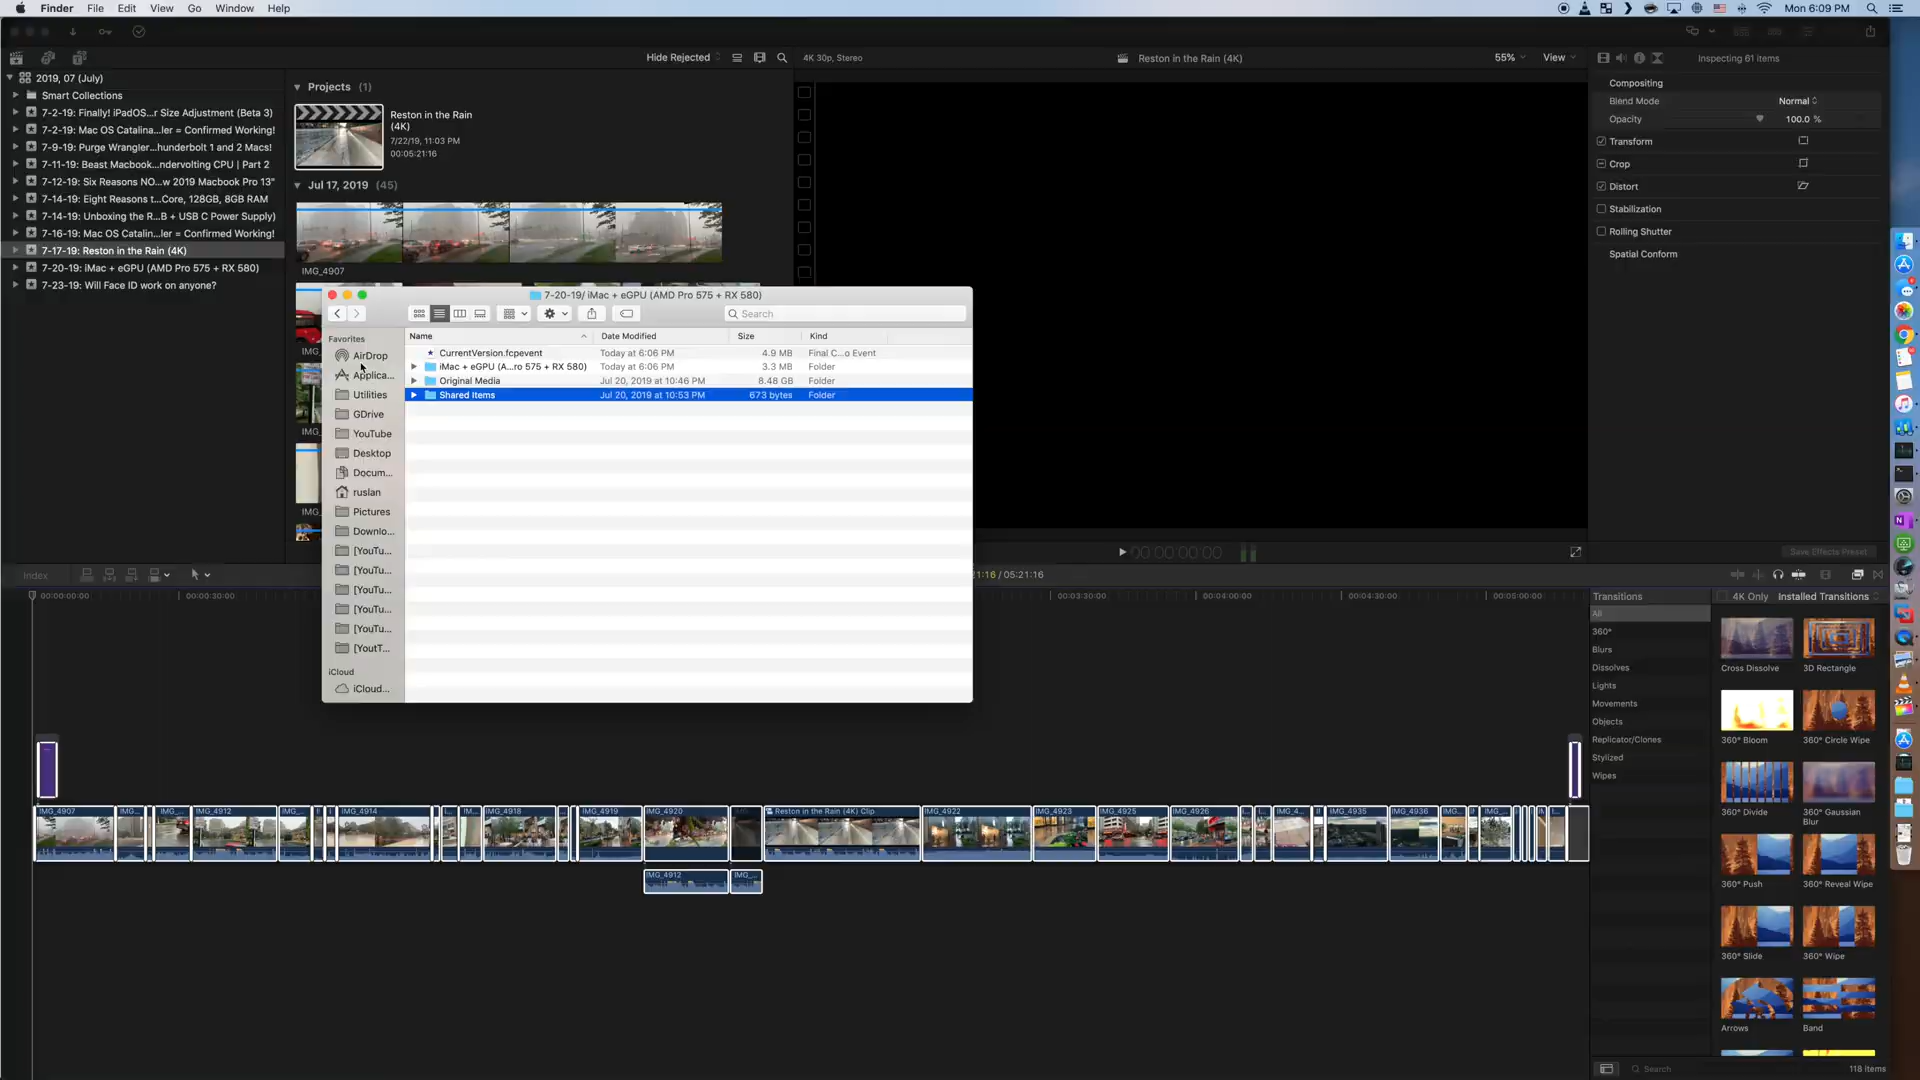 Finder File Edit View Go Window Help
Mon 6:09 PM
Hide Rejected
4K 30p, Stereo
Reston in the Rain (4K)
55%
View
Inspecting 61 items
2019, 07 (July)
Smart Collections
7-2-19: Finally! iPadOS...r Size Adjustment (Beta 3)
7-2-19: Mac OS Catalina...ler = Confirmed Working!
7-9-19: Purge Wrangler...hunderbolt 1 and 2 Macs!
7-11-19: Beast Macbook...ndervolting CPU | Part 2
7-12-19: Six Reasons NO...w 2019 Macbook Pro 13"
7-14-19: Eight Reasons t...Core, 128GB, 8GB RAM
7-14-19: Unboxing the R...B + USB C Power Supply)
7-16-19: Mac OS Catalin...ler = Confirmed Working!
7-17-19: Reston in the Rain (4K)
7-20-19: iMac + eGPU (AMD Pro 575 + RX 580)
7-23-19: Will Face ID work on anyone?
Projects (1)
Reston in the Rain
(4K)
7/22/19, 11:03 PM
00:05:21:16
Jul 17, 2019 (45)
IMG_4907
Compositing
Blend Mode
Normal
Opacity
100.0 %
Transform
Crop
Distort
Stabilization
Rolling Shutter
Spatial Conform
Save Effects Preset
7-20-19/ iMac + eGPU (AMD Pro 575 + RX 580)
Search
Favorites
AirDrop
Applica...
Utilities
GDrive
YouTube
Desktop
Docum...
ruslan
Pictures
Downlo...
[YouTu...
[YouTu...
[YouTu...
[YouTu...
[YouTu...
[YoutT...
iCloud
iCloud...
Name
Date Modified
Size
Kind
CurrentVersion.fcpevent
Today at 6:06 PM
4.9 MB
Final C...o Event
iMac + eGPU (A...ro 575 + RX 580)
Today at 6:06 PM
3.3 MB
Folder
Original Media
Jul 20, 2019 at 10:46 PM
8.48 GB
Folder
Shared Items
Jul 20, 2019 at 10:53 PM
673 bytes
Folder
00:00:00:00
Index
1:16 / 05:21:16
00:00:00:00
00:00:30:00
00:03:30:00
00:04:00:00
00:04:30:00
00:05:00:00
IMG_4907
IMG...
IMG_4912
IMG_4914
IMG_4918
IMG_4919
IMG_4920
Reston in the Rain (4K) Clip
IMG_4922
IMG_4923
IMG_4925
IMG_4926
IMG_4...
IMG_4935
IMG_4936
IMG_4912
Transitions
4K Only
Installed Transitions
All
360°
Blurs
Dissolves
Lights
Movements
Objects
Replicator/Clones
Stylized
Wipes
Cross Dissolve
3D Rectangle
360° Bloom
360° Circle Wipe
360° Divide
360° Gaussian
Blur
360° Push
360° Reveal Wipe
360° Slide
360° Wipe
Arrows
Band
Search
118 items